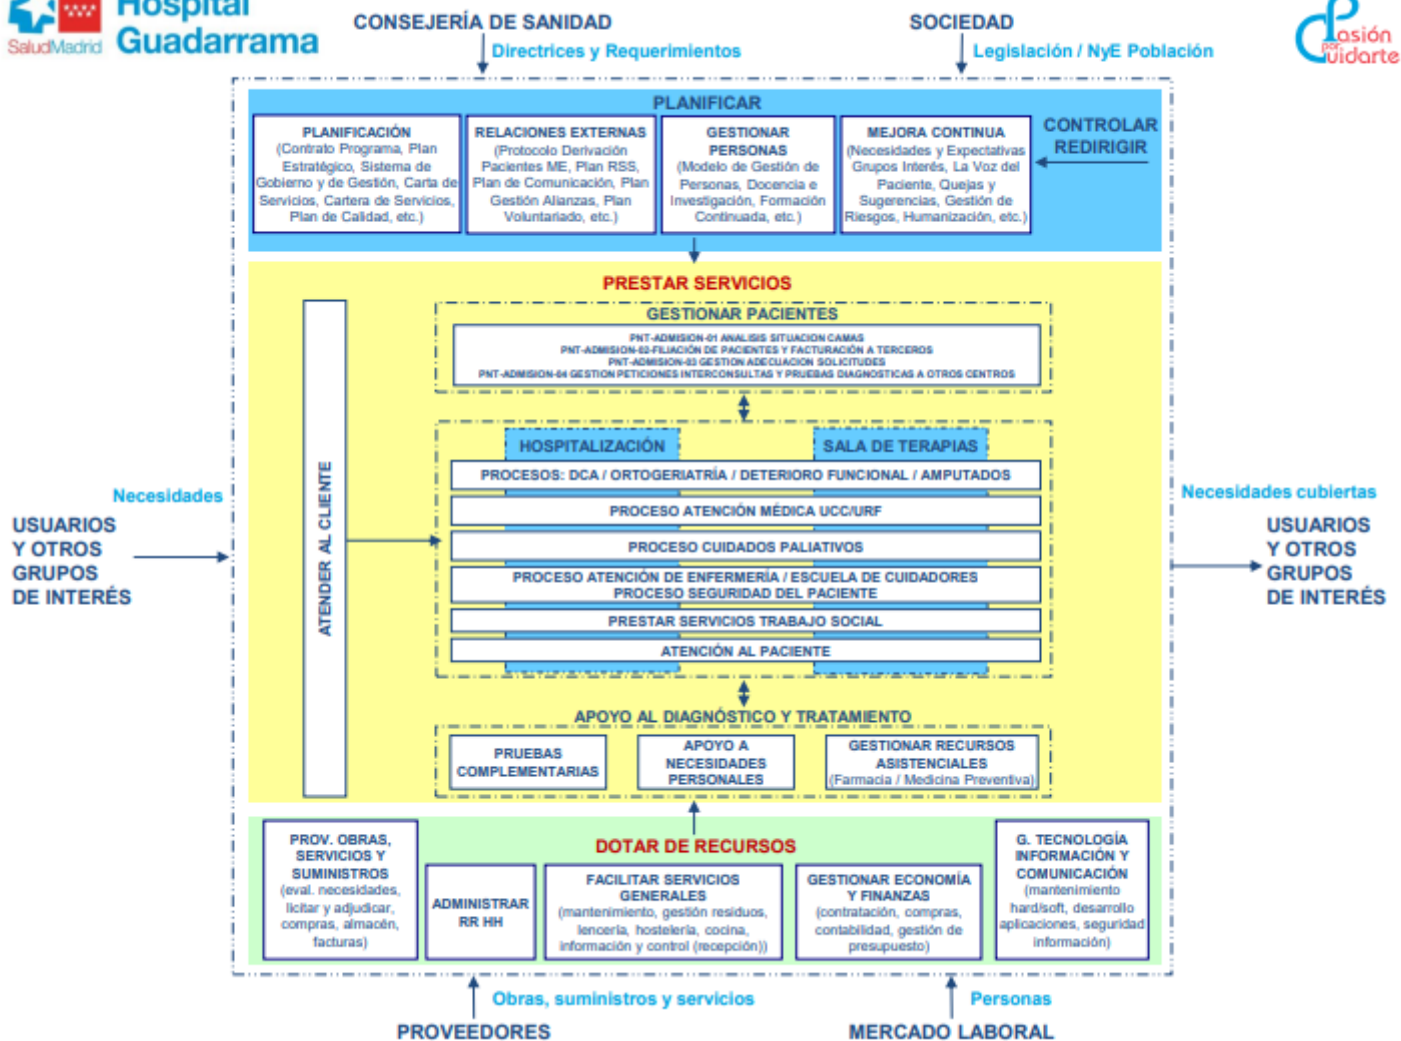 Hospital
Guadarrama
SaludMadrid
CONSEJERÍA DE SANIDAD
SOCIEDAD
Pasión
por
Cuidarte
Directrices y Requerimientos
Legislación / NyE Población
PLANIFICAR
PLANIFICACIÓN
(Contrato Programa, Plan
Estratégico, Sistema de
Gobierno y de Gestión, Carta de
Servicios, Cartera de Servicios,
Plan de Calidad, etc.)
RELACIONES EXTERNAS
(Protocolo Derivación
Pacientes ME, Plan RSS,
Plan de Comunicación, Plan
Gestión Alianzas, Plan
Voluntariado, etc.)
GESTIONAR
PERSONAS
(Modelo de Gestión de
Personas, Docencia e
Investigación, Formación
Continuada, etc.)
MEJORA CONTINUA
(Necesidades y Expectativas
Grupos Interés, La Voz del
Paciente, Quejas y
Sugerencias, Gestión de
Riesgos, Humanización, etc.)
CONTROLAR
REDIRIGIR
PRESTAR SERVICIOS
GESTIONAR PACIENTES
PNT-ADMISION-01 ANALISIS SITUACION CAMAS
PNT-ADMISION-02-FILIACIÓN DE PACIENTES Y FACTURACIÓN A TERCEROS
PNT-ADMISION-03 GESTION ADECUACION SOLICITUDES
PNT-ADMISION-04 GESTION PETICIONES INTERCONSULTAS Y PRUEBAS DIAGNOSTICAS A OTROS CENTROS
ATENDER AL CLIENTE
HOSPITALIZACIÓN
SALA DE TERAPIAS
PROCESOS: DCA / ORTOGERIATRÍA / DETERIORO FUNCIONAL / AMPUTADOS
PROCESO ATENCIÓN MÉDICA UCC/URF
PROCESO CUIDADOS PALIATIVOS
PROCESO ATENCIÓN DE ENFERMERÍA / ESCUELA DE CUIDADORES
PROCESO SEGURIDAD DEL PACIENTE
PRESTAR SERVICIOS TRABAJO SOCIAL
ATENCIÓN AL PACIENTE
Necesidades
USUARIOS
Y OTROS
GRUPOS
DE INTERÉS
Necesidades cubiertas
USUARIOS
Y OTROS
GRUPOS
DE INTERÉS
APOYO AL DIAGNÓSTICO Y TRATAMIENTO
PRUEBAS
COMPLEMENTARIAS
APOYO A
NECESIDADES
PERSONALES
GESTIONAR RECURSOS
ASISTENCIALES
(Farmacia / Medicina Preventiva)
DOTAR DE RECURSOS
PROV. OBRAS,
SERVICIOS Y
SUMINISTROS
(eval. necesidades,
licitar y adjudicar,
compras, almacén,
facturas)
ADMINISTRAR
RR HH
FACILITAR SERVICIOS
GENERALES
(mantenimiento, gestión residuos,
lencería, hostelería, cocina,
información y control (recepción))
GESTIONAR ECONOMÍA
Y FINANZAS
(contratación, compras,
contabilidad, gestión de
presupuesto)
G. TECNOLOGÍA
INFORMACIÓN Y
COMUNICACIÓN
(mantenimiento
hard/soft, desarrollo
aplicaciones, seguridad
información)
Obras, suministros y servicios
Personas
PROVEEDORES
MERCADO LABORAL